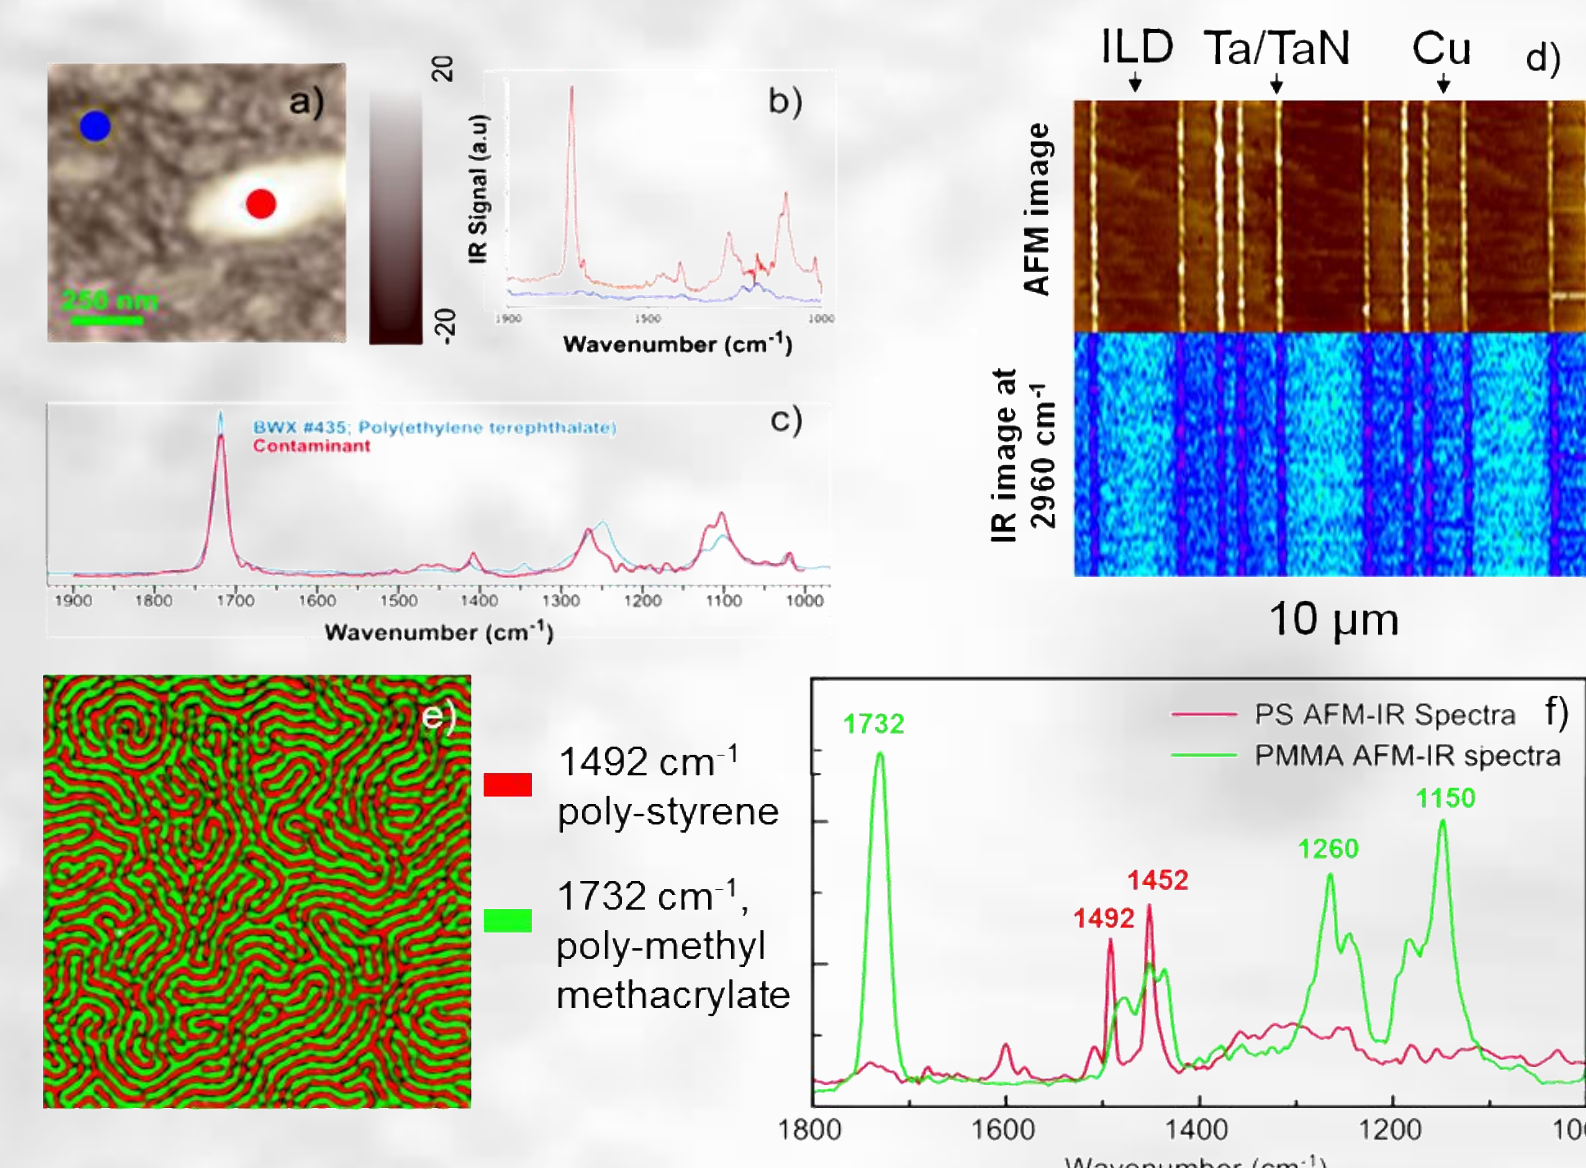 a)
20
-20
250 nm
b)
IR Signal (a.u)
1900 1500 1000
Wavenumber (cm⁻¹)
c)
BWX #435; Poly(ethylene terephthalate)
Contaminant
1900 1800 1700 1600 1500 1400 1300 1200 1100 1000
Wavenumber (cm⁻¹)
ILD Ta/TaN Cu d)
AFM image
IR image at
2960 cm⁻¹
10 µm
e)
1492 cm⁻¹
poly-styrene
1732 cm⁻¹,
poly-methyl
methacrylate
f)
PS AFM-IR Spectra
PMMA AFM-IR spectra
1732
1150
1260
1452
1492
1800 1600 1400 1200
Wavenumber (cm⁻¹)